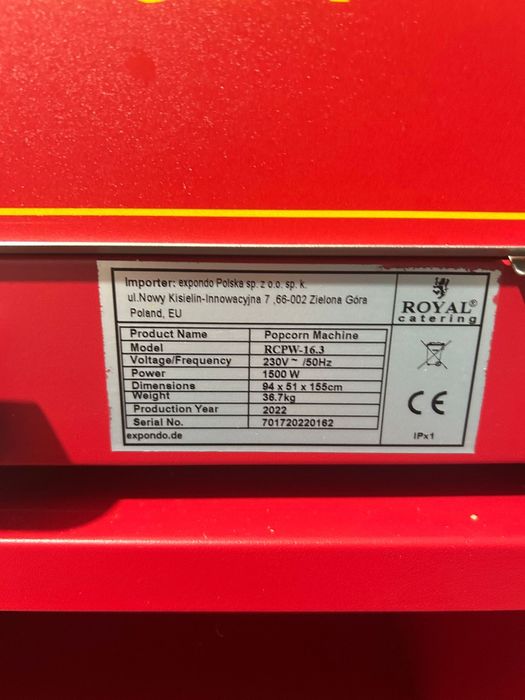 Importer: expondo Polska sp. z o.o. sp. k.
ul.Nowy Kisielin-Innowacyjna 7 ,66-002 Zielona Góra
Poland, EU
ROYAL®
catering
Product Name Popcorn Machine
Model RCPW-16.3
Voltage/Frequency 230V ~ /50Hz
Power 1500 W
Dimensions 94 x 51 x 155cm
Weight 36.7kg
Production Year 2022
Serial No. 701720220162
expondo.de
CE
IPx1